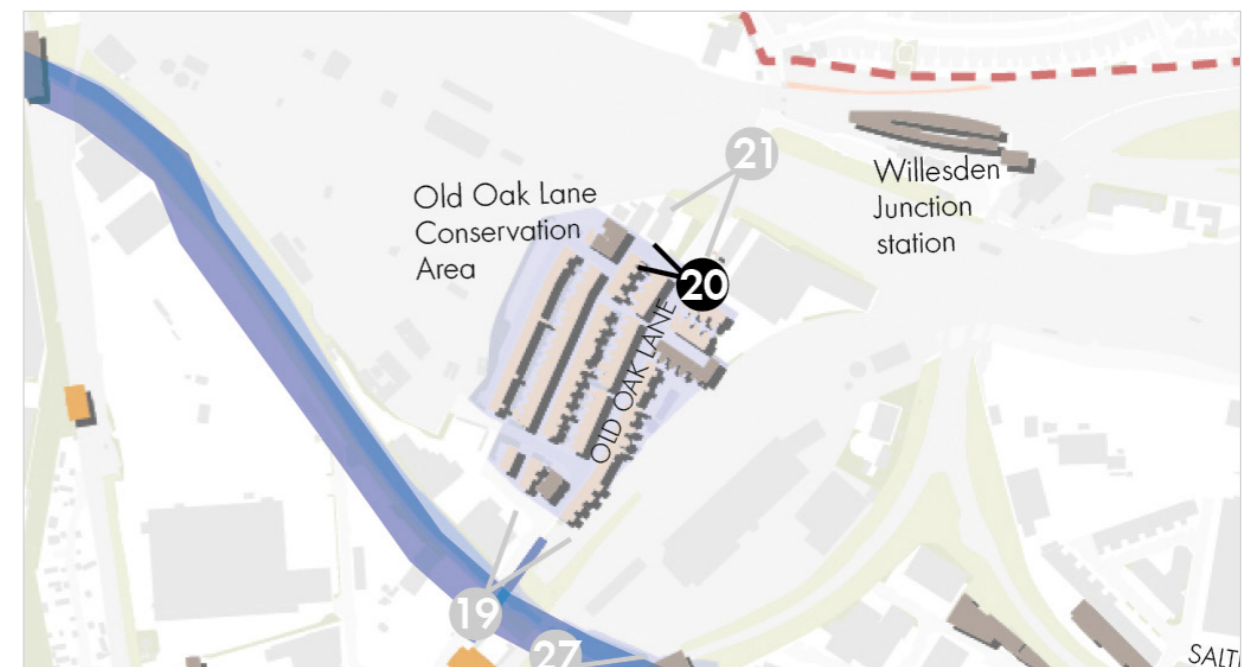 21
Willesden
Junction
station
Old Oak Lane
Conservation
Area
20
OLD OAK LANE
19
27
SALT